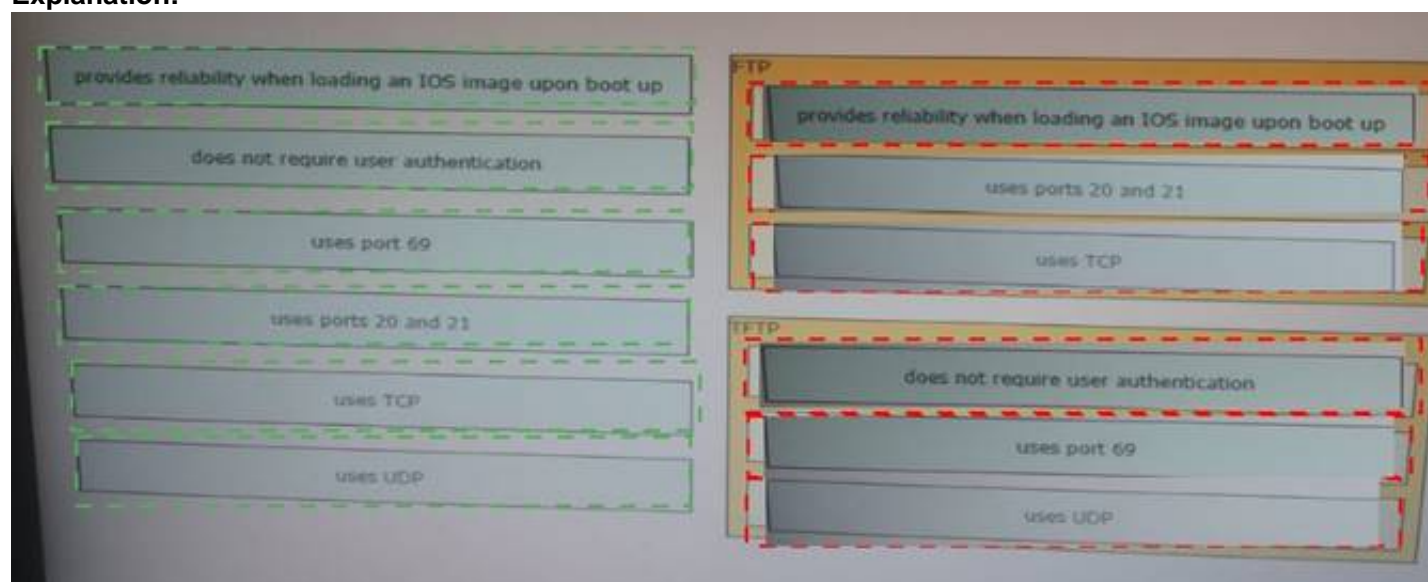 Explanation:
provides reliability when loading an IOS image upon boot up
does not require user authentication
uses port 69
uses ports 20 and 21
uses TCP
uses UDP
FTP
provides reliability when loading an IOS image upon boot up
uses ports 20 and 21
uses TCP
TFTP
does not require user authentication
uses port 69
uses UDP